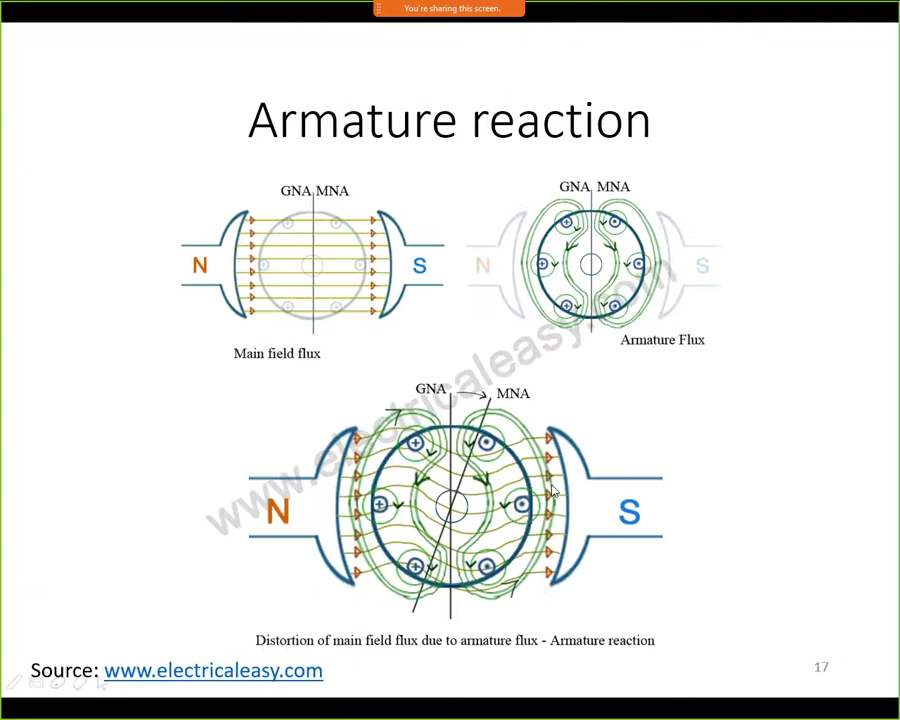 You're sharing this screen.
Armature reaction
GNA MNA
N
S
Main field flux
GNA MNA
N
S
Armature Flux
GNA
MNA
N
S
www.electricaleasy.com
Distortion of main field flux due to armature flux - Armature reaction
Source: www.electricaleasy.com
17